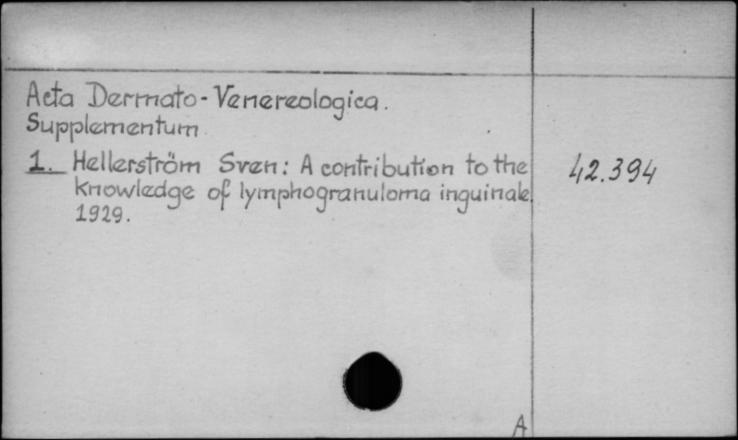 Acta Dermato-Venereologica.
Supplementum
1. Hellerström Sven: A contribution to the 42.394
knowledge of lymphogranuloma inguinale.
1929.
A